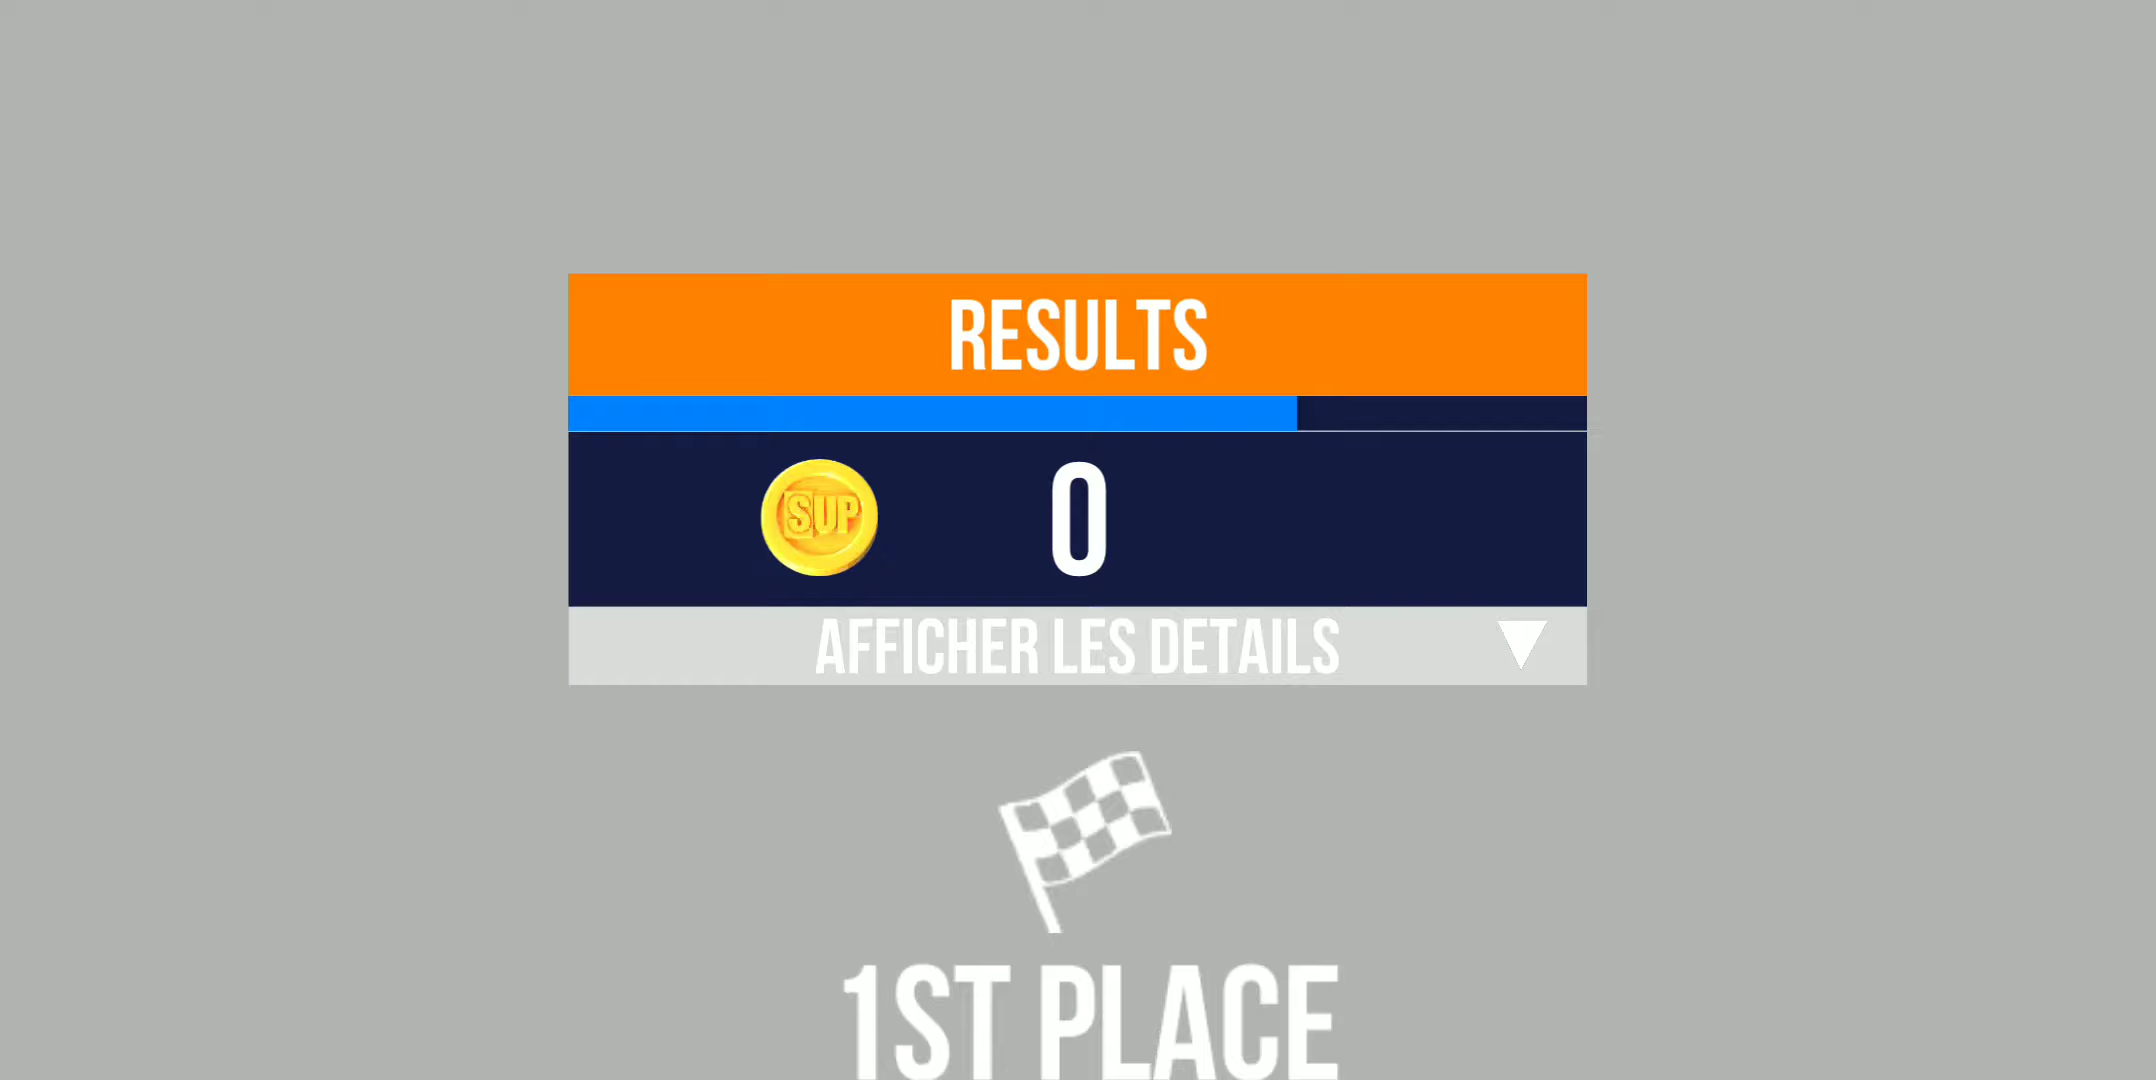 RESULTS
SUP
0
AFFICHER LES DETAILS
1ST PLACE